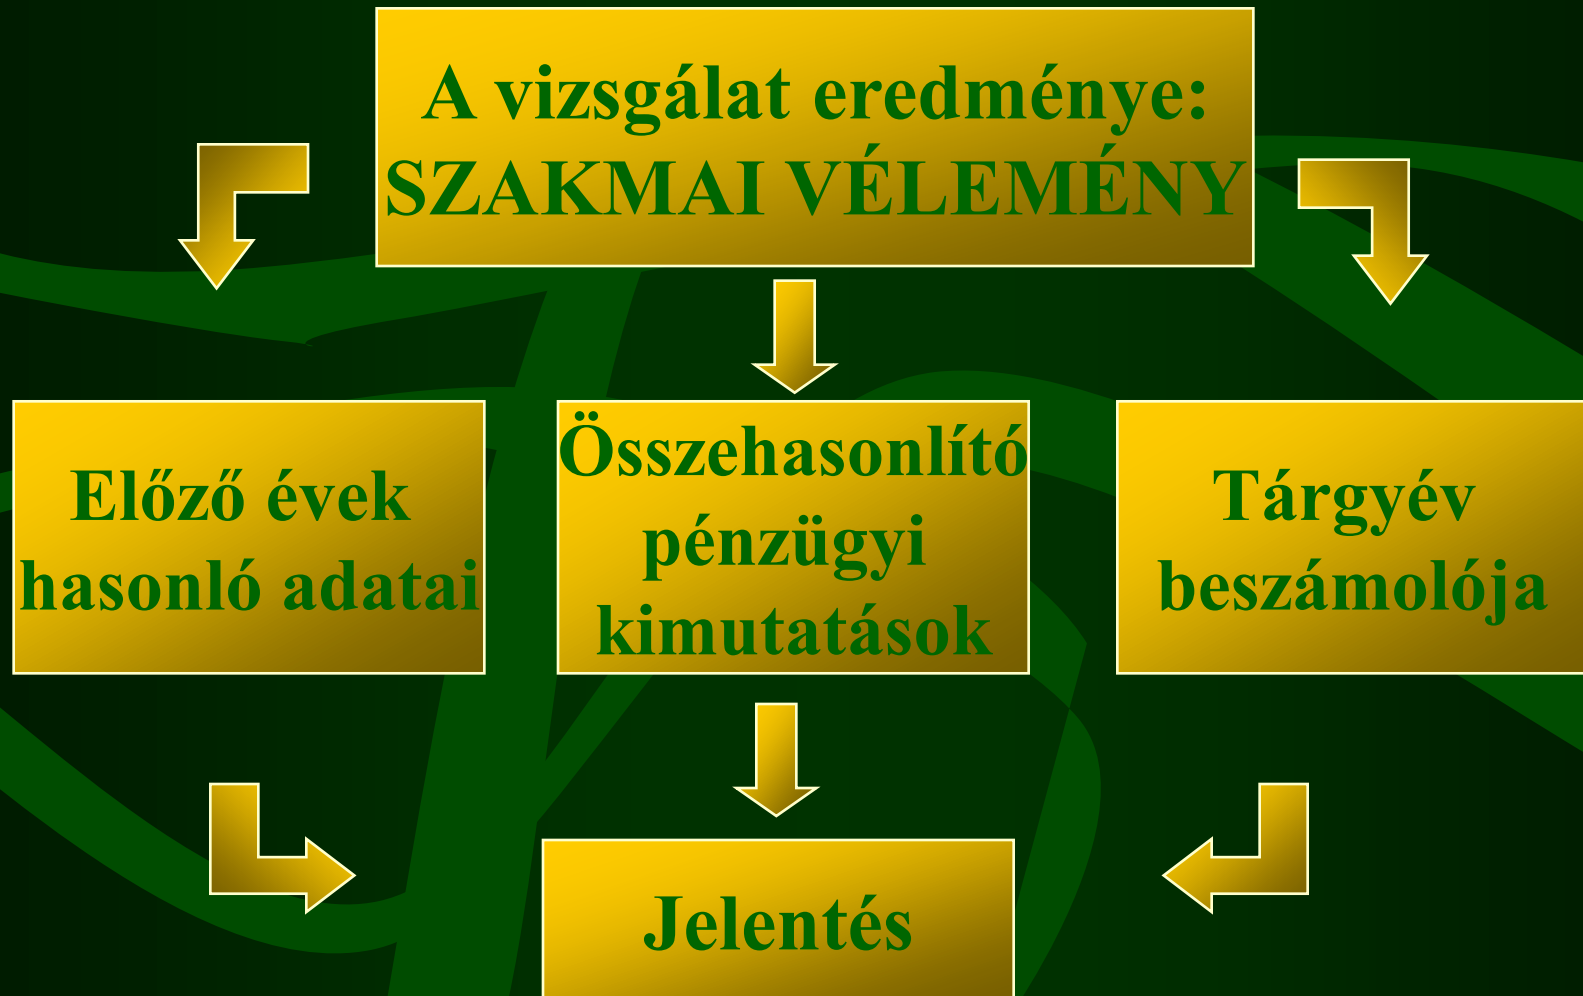 A vizsgálat eredménye:
SZAKMAI VÉLEMÉNY
Előző évek
hasonló adatai
Összehasonlító
pénzügyi
kimutatások
Tárgyév
beszámolója
Jelentés